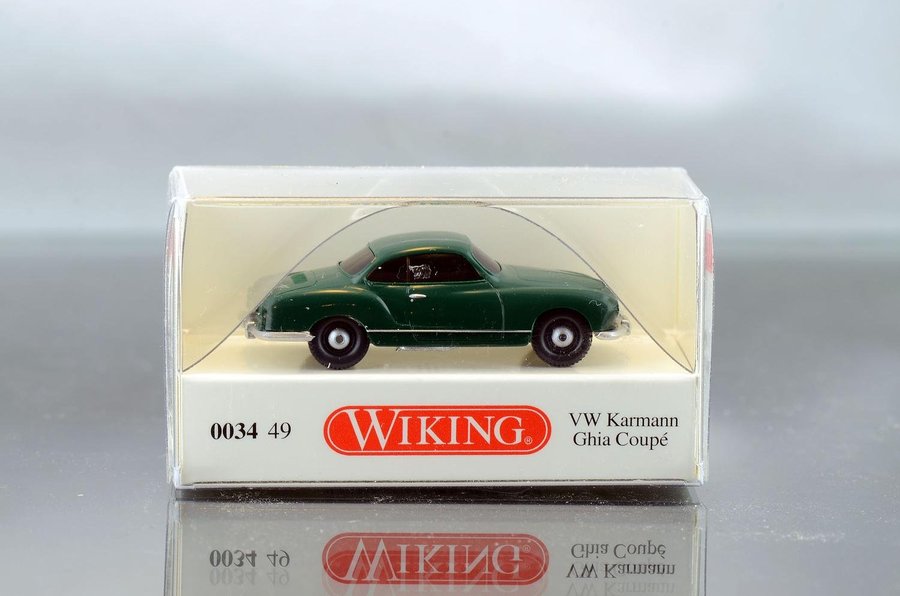 0034 49
WIKING®
VW Karmann
Ghia Coupé